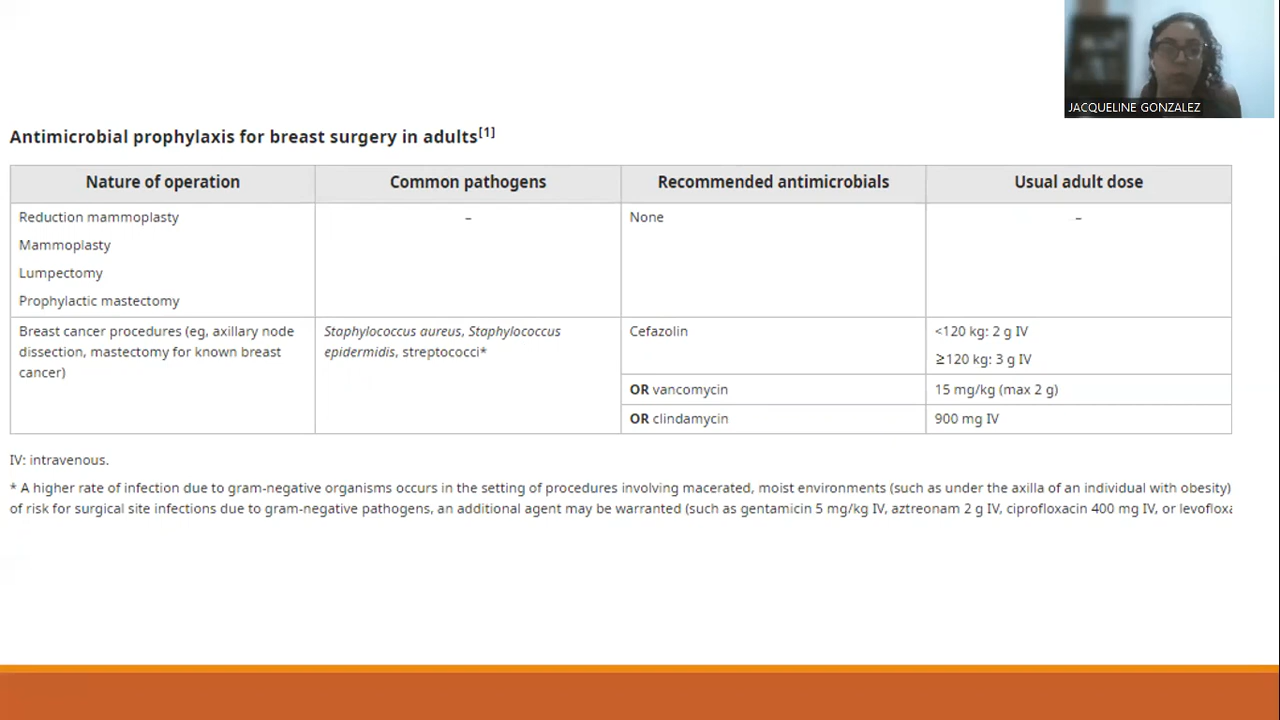 JACQUELINE GONZALEZ
Antimicrobial prophylaxis for breast surgery in adults[1]
Nature of operation
Common pathogens
Recommended antimicrobials
Usual adult dose
Reduction mammoplasty
–
None
–
Mammoplasty
Lumpectomy
Prophylactic mastectomy
Breast cancer procedures (eg, axillary node
dissection, mastectomy for known breast
cancer)
Staphylococcus aureus, Staphylococcus
epidermidis, streptococci*
Cefazolin
<120 kg: 2 g IV
≥120 kg: 3 g IV
OR vancomycin
15 mg/kg (max 2 g)
OR clindamycin
900 mg IV
IV: intravenous.
* A higher rate of infection due to gram-negative organisms occurs in the setting of procedures involving macerated, moist environments (such as under the axilla of an individual with obesity)
of risk for surgical site infections due to gram-negative pathogens, an additional agent may be warranted (such as gentamicin 5 mg/kg IV, aztreonam 2 g IV, ciprofloxacin 400 mg IV, or